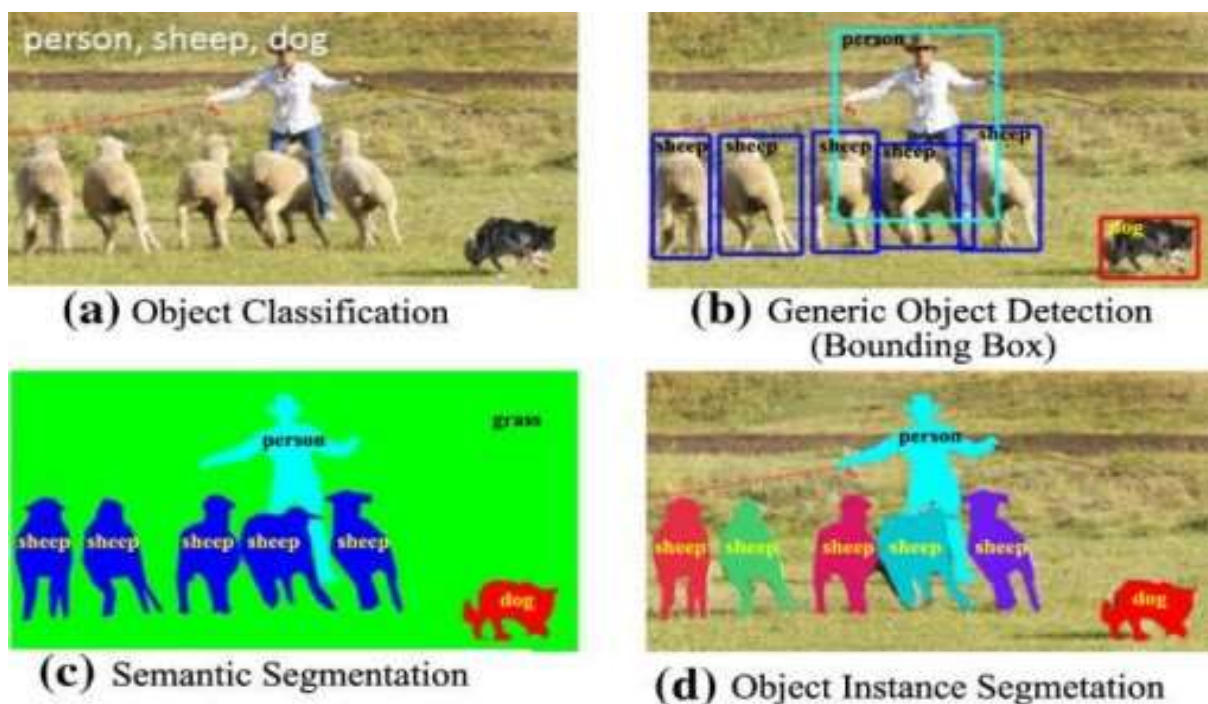 person, sheep, dog
person
sheep
sheep
sheep
sheep
sheep
dog
(a) Object Classification
(b) Generic Object Detection
(Bounding Box)
grass
person
sheep
sheep
sheep
sheep
sheep
dog
person
sheep
sheep
sheep
sheep
sheep
dog
(c) Semantic Segmentation
(d) Object Instance Segmetation